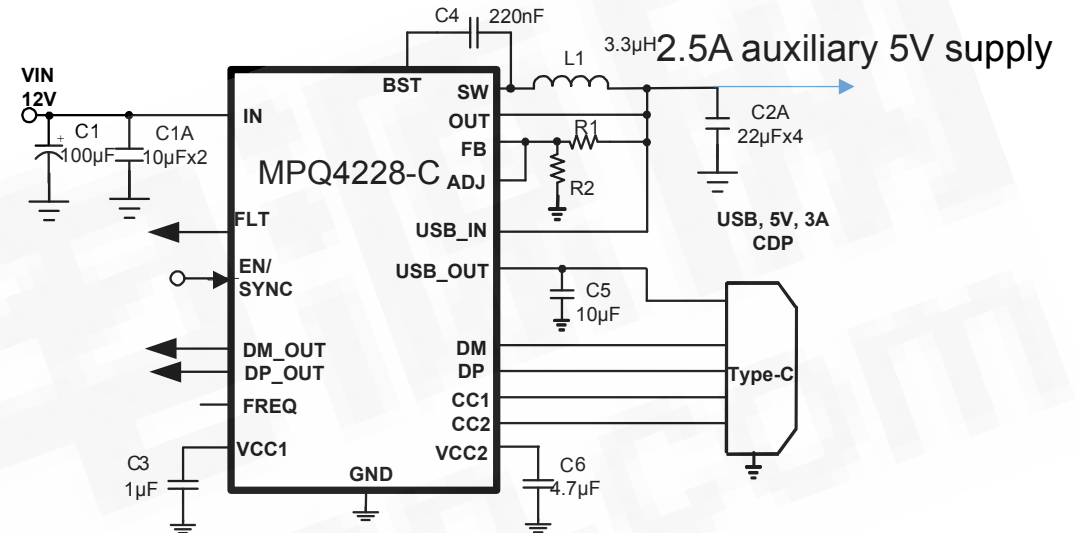 C4 220nF
3.3μH 2.5A auxiliary 5V supply
L1
VIN
12V
BST
SW
IN
OUT
C1
100μF
+
C1A
10μFx2
R1
C2A
22μFx4
FB
MPQ4228-C
ADJ
R2
FLT
USB_IN
USB, 5V, 3A
CDP
EN/
SYNC
USB_OUT
C5
10μF
DM_OUT
DM
DP_OUT
DP
Type-C
FREQ
CC1
CC2
VCC1
VCC2
C3
1μF
GND
C6
4.7μF